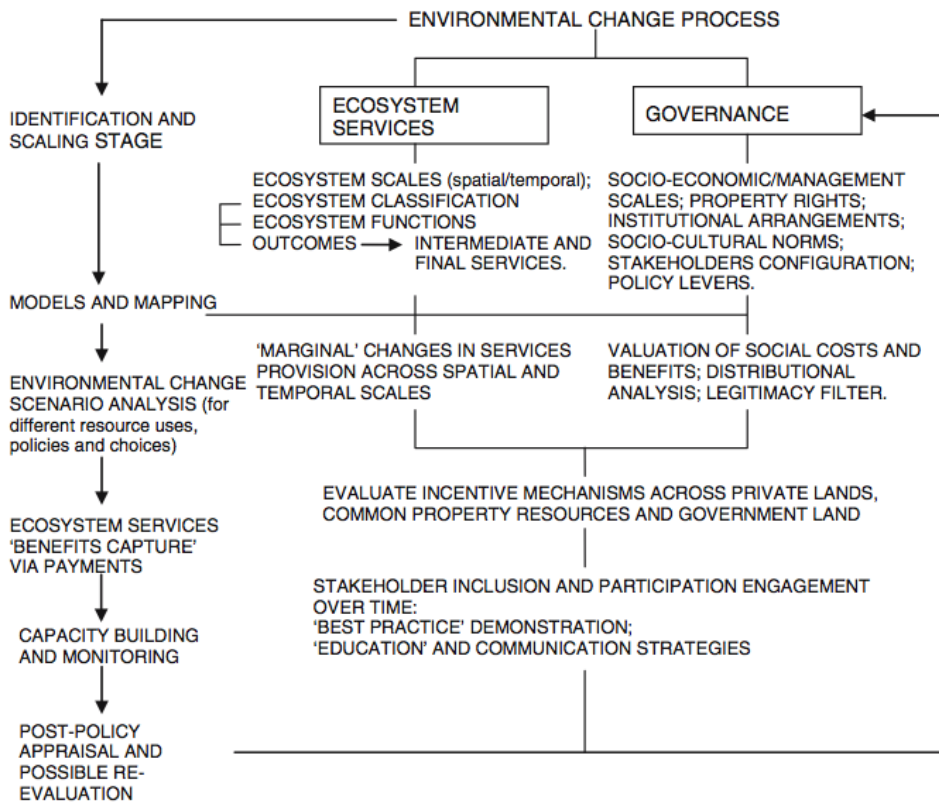 ENVIRONMENTAL CHANGE PROCESS
IDENTIFICATION AND
SCALING STAGE
ECOSYSTEM
SERVICES
GOVERNANCE
ECOSYSTEM SCALES (spatial/temporal);
ECOSYSTEM CLASSIFICATION
ECOSYSTEM FUNCTIONS
OUTCOMES
INTERMEDIATE AND
FINAL SERVICES.
SOCIO-ECONOMIC/MANAGEMENT
SCALES; PROPERTY RIGHTS;
INSTITUTIONAL ARRANGEMENTS;
SOCIO-CULTURAL NORMS;
STAKEHOLDERS CONFIGURATION;
POLICY LEVERS.
MODELS AND MAPPING
'MARGINAL' CHANGES IN SERVICES
PROVISION ACROSS SPATIAL AND
TEMPORAL SCALES
VALUATION OF SOCIAL COSTS AND
BENEFITS; DISTRIBUTIONAL
ANALYSIS; LEGITIMACY FILTER.
ENVIRONMENTAL CHANGE
SCENARIO ANALYSIS (for
different resource uses,
policies and choices)
EVALUATE INCENTIVE MECHANISMS ACROSS PRIVATE LANDS,
COMMON PROPERTY RESOURCES AND GOVERNMENT LAND
ECOSYSTEM SERVICES
'BENEFITS CAPTURE'
VIA PAYMENTS
STAKEHOLDER INCLUSION AND PARTICIPATION ENGAGEMENT
OVER TIME:
'BEST PRACTICE' DEMONSTRATION;
'EDUCATION' AND COMMUNICATION STRATEGIES
CAPACITY BUILDING
AND MONITORING
POST-POLICY
APPRAISAL AND
POSSIBLE RE-
EVALUATION